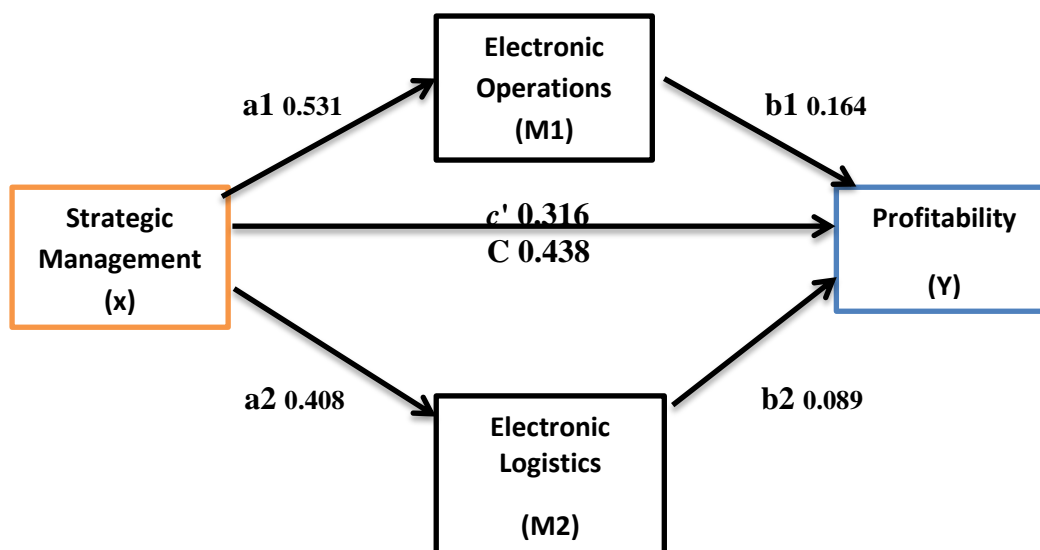 Electronic
Operations
(M1)
a1 0.531
b1 0.164
Strategic
Management
(x)
c' 0.316
C 0.438
Profitability
(Y)
a2 0.408
b2 0.089
Electronic
Logistics
(M2)